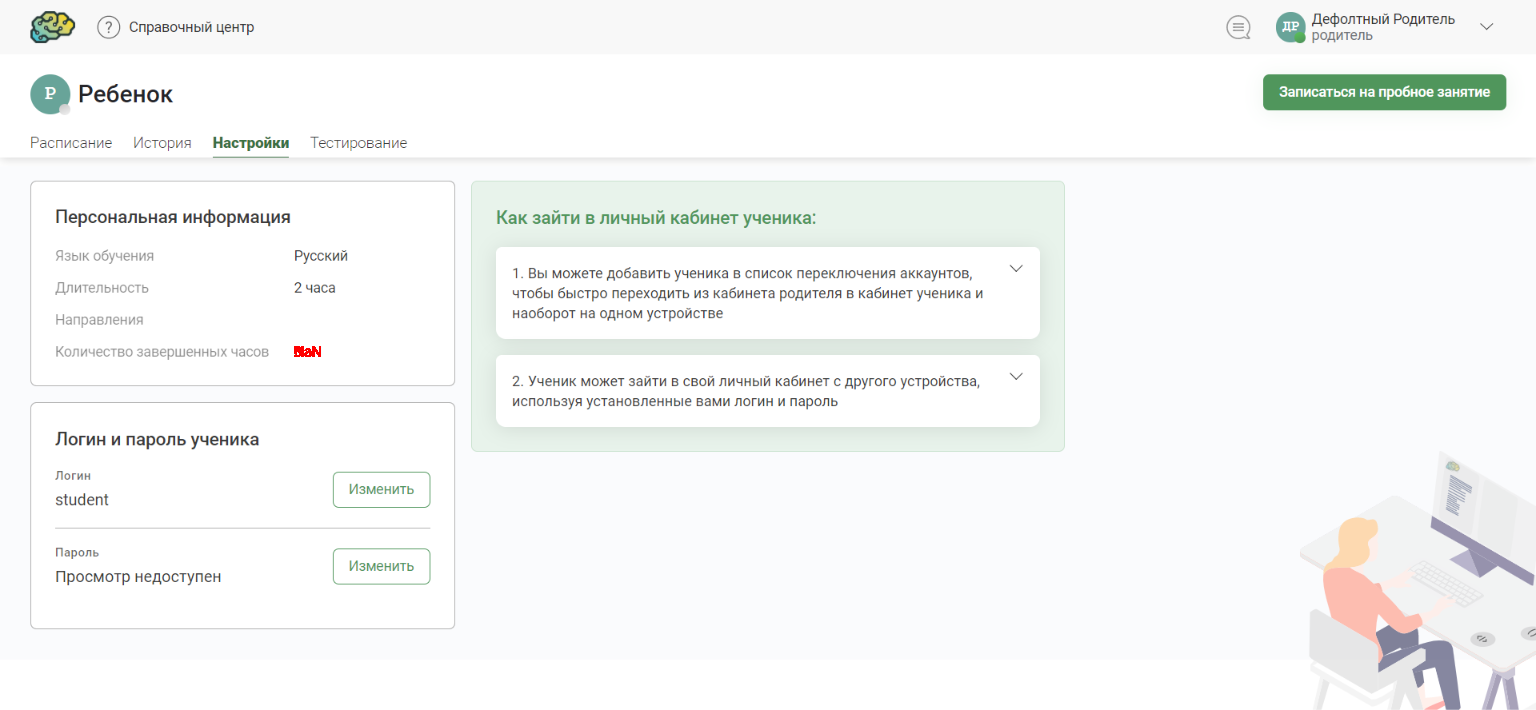 Справочный центр
ДР
Дефолтный Родитель
родитель
Р
Ребенок
Записаться на пробное занятие
Расписание
История
Настройки
Тестирование
Персональная информация
Язык обучения
Русский
Длительность
2 часа
Направления
Количество завершенных часов
Логин и пароль ученика
Логин
student
Изменить
Пароль
Просмотр недоступен
Изменить
Как зайти в личный кабинет ученика:
1. Вы можете добавить ученика в список переключения аккаунтов,
чтобы быстро переходить из кабинета родителя в кабинет ученика и
наоборот на одном устройстве
2. Ученик может зайти в свой личный кабинет с другого устройства,
используя установленные вами логин и пароль